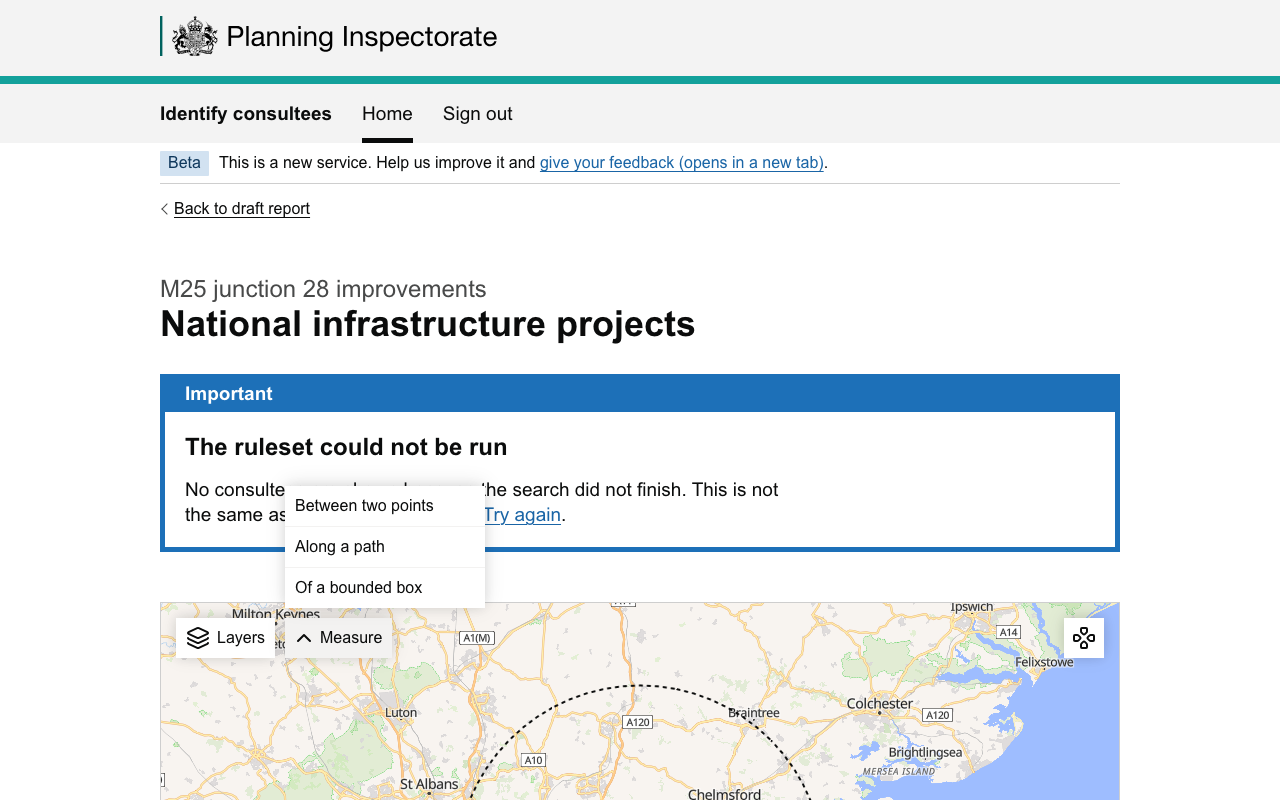 Planning Inspectorate
Identify consultees Home Sign out
Beta This is a new service. Help us improve it and give your feedback (opens in a new tab).
Back to draft report
M25 junction 28 improvements
National infrastructure projects
Important
The ruleset could not be run
No the search did not finish. This is not
the same as Try again.
Between two points
Along a path
Of a bounded box
Milton Keynes
Layers
Measure
A1(M)
Ipswich
A14
Felixstowe
Luton
A120
Braintree
Colchester
A120
Brightlingsea
MERSEA ISLAND
A10
St Albans
Chelmsford